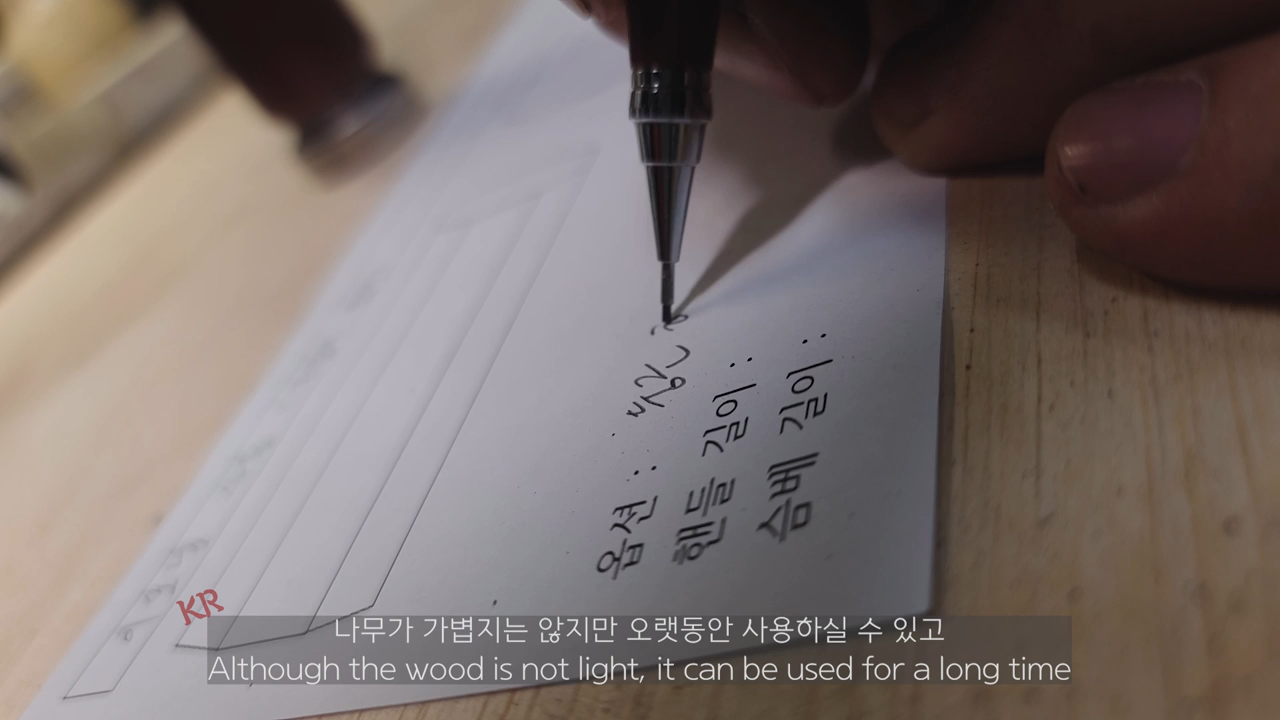 옵션 :
핸들 길이 :
슴베 길이 :
KR
나무가 가볍지는 않지만 오랫동안 사용하실 수 있고
Although the wood is not light, it can be used for a long time